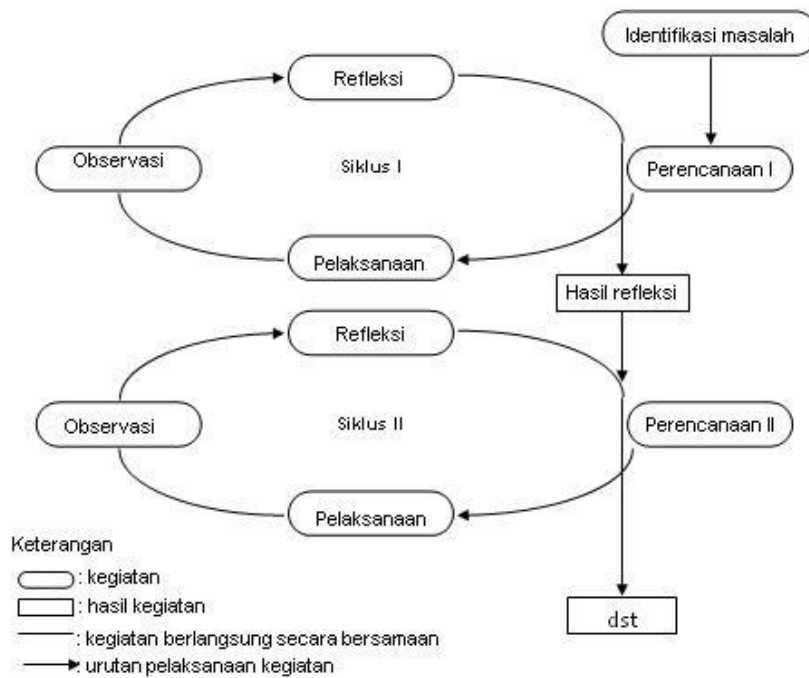 Identifikasi masalah
Refleksi
Observasi
Siklus I
Perencanaan I
Pelaksanaan
Hasil refleksi
Refleksi
Observasi
Siklus II
Perencanaan II
Pelaksanaan
Keterangan
: kegiatan
: hasil kegiatan
: kegiatan berlangsung secara bersamaan
: urutan pelaksanaan kegiatan
dst